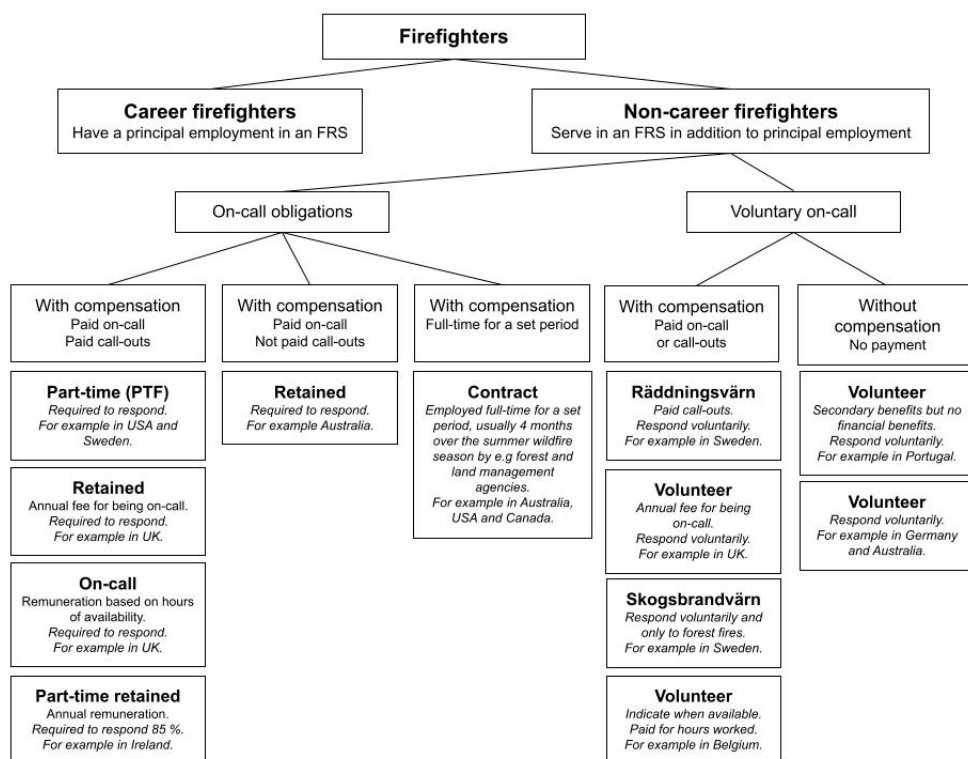 Firefighters
Career firefighters
Have a principal employment in an FRS
Non-career firefighters
Serve in an FRS in addition to principal employment
On-call obligations
Voluntary on-call
With compensation
Paid on-call
Paid call-outs
With compensation
Paid on-call
Not paid call-outs
With compensation
Full-time for a set period
With compensation
Paid on-call
or call-outs
Without
compensation
No payment
Part-time (PTF)
Required to respond.
For example in USA and
Sweden.
Retained
Required to respond.
For example Australia.
Contract
Employed full-time for a set
period, usually 4 months
over the summer wildfire
season by e.g forest and
land management
agencies.
For example in Australia,
USA and Canada.
Räddningsvärn
Paid call-outs.
Respond voluntarily.
For example in Sweden.
Volunteer
Secondary benefits but no
financial benefits.
Respond voluntarily.
For example in Portugal.
Retained
Annual fee for being on-call.
Required to respond.
For example in UK.
Volunteer
Annual fee for being
on-call.
Respond voluntarily.
For example in UK.
Volunteer
Respond voluntarily.
For example in Germany
and Australia.
On-call
Remuneration based on hours
of availability.
Required to respond.
For example in UK.
Skogsbrandvärn
Respond voluntarily and
only to forest fires.
For example in Sweden.
Part-time retained
Annual remuneration.
Required to respond 85 %.
For example in Ireland.
Volunteer
Indicate when available.
Paid for hours worked.
For example in Belgium.